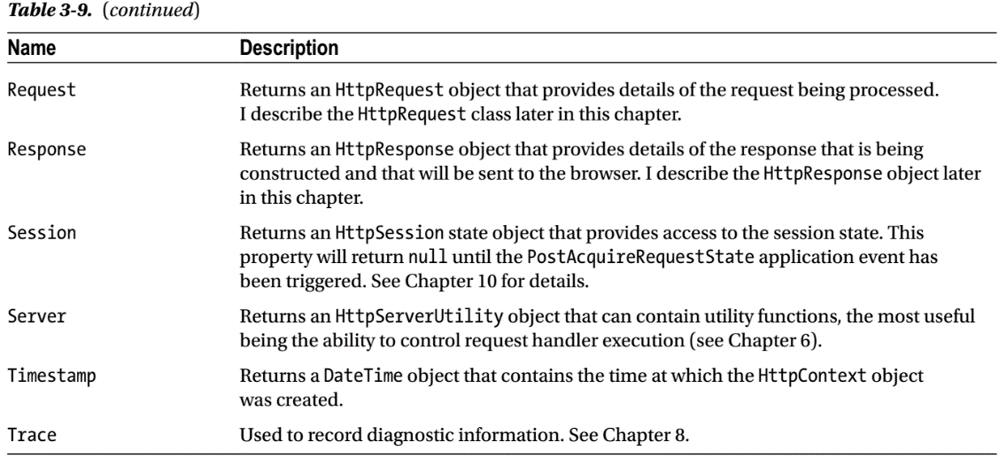 Table 3-9. (continued)
Name Description
Request Returns an HttpRequest object that provides details of the request being processed.
I describe the HttpRequest class later in this chapter.
Response Returns an HttpResponse object that provides details of the response that is being
constructed and that will be sent to the browser. I describe the HttpResponse object later
in this chapter.
Session Returns an HttpSession state object that provides access to the session state. This
property will return null until the PostAcquireRequestState application event has
been triggered. See Chapter 10 for details.
Server Returns an HttpServerUtility object that can contain utility functions, the most useful
being the ability to control request handler execution (see Chapter 6).
Timestamp Returns a DateTime object that contains the time at which the HttpContext object
was created.
Trace Used to record diagnostic information. See Chapter 8.